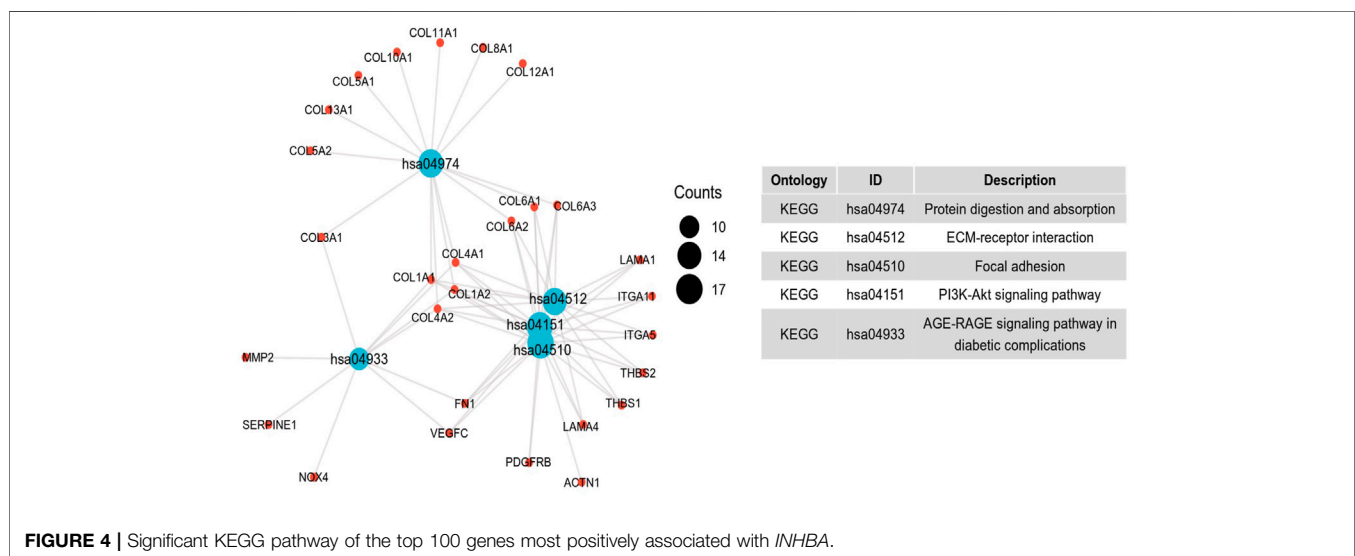 COL11A1
COL10A1
COL8A1
COL5A1
COL12A1
COL13A1
COL5A2
hsa04974
COL6A1
COL6A3
COL6A2
COL3A1
COL4A1
COL1A1
COL1A2
COL4A2
LAMA1
hsa04512
ITGA11
hsa04151
ITGA5
hsa04510
MMP2
hsa04933
THBS2
FN1
THBS1
SERPINE1
VEGFC
LAMA4
PDGFRB
NOX4
ACTN1
Counts
10
14
17
Ontology ID Description
KEGG hsa04974 Protein digestion and absorption
KEGG hsa04512 ECM-receptor interaction
KEGG hsa04510 Focal adhesion
KEGG hsa04151 PI3K-Akt signaling pathway
KEGG hsa04933 AGE-RAGE signaling pathway in
diabetic complications
FIGURE 4 | Significant KEGG pathway of the top 100 genes most positively associated with INHBA.